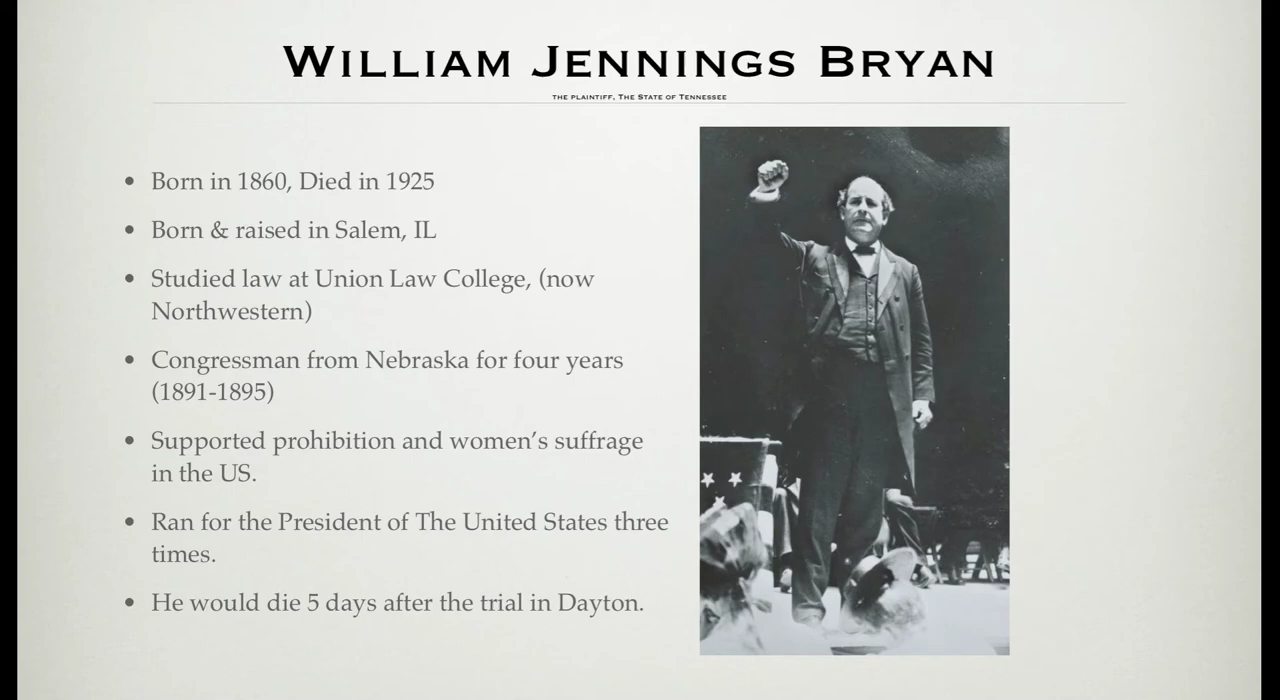 William Jennings Bryan
the plaintiff, The State of Tennessee
• Born in 1860, Died in 1925
• Born & raised in Salem, IL
• Studied law at Union Law College, (now
Northwestern)
• Congressman from Nebraska for four years
(1891-1895)
• Supported prohibition and women’s suffrage
in the US.
• Ran for the President of The United States three
times.
• He would die 5 days after the trial in Dayton.